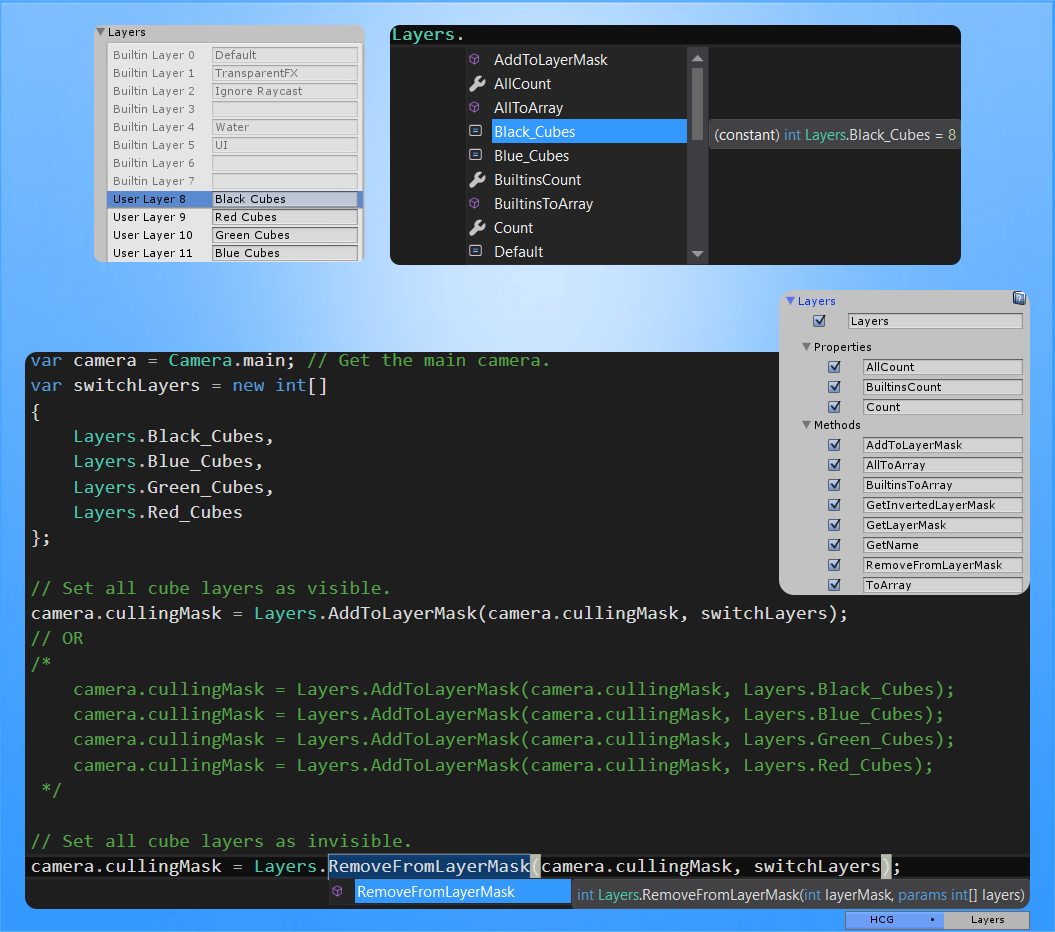 Layers
Builtin Layer 0 Default
Builtin Layer 1 TransparentFX
Builtin Layer 2 Ignore Raycast
Builtin Layer 3
Builtin Layer 4 Water
Builtin Layer 5 UI
Builtin Layer 6
Builtin Layer 7
User Layer 8 Black Cubes
User Layer 9 Red Cubes
User Layer 10 Green Cubes
User Layer 11 Blue Cubes
Layers.
AddToLayerMask
AllCount
AllToArray
Black_Cubes
(constant) int Layers.Black_Cubes = 8
Blue_Cubes
BuiltinsCount
BuiltinsToArray
Count
Default
Layers
?
Layers
Properties
AllCount
BuiltinsCount
Count
Methods
AddToLayerMask
AllToArray
BuiltinsToArray
GetInvertedLayerMask
GetLayerMask
GetName
RemoveFromLayerMask
ToArray
var camera = Camera.main; // Get the main camera.
var switchLayers = new int[]
{
Layers.Black_Cubes,
Layers.Blue_Cubes,
Layers.Green_Cubes,
Layers.Red_Cubes
};
// Set all cube layers as visible.
camera.cullingMask = Layers.AddToLayerMask(camera.cullingMask, switchLayers);
// OR
/*
camera.cullingMask = Layers.AddToLayerMask(camera.cullingMask, Layers.Black_Cubes);
camera.cullingMask = Layers.AddToLayerMask(camera.cullingMask, Layers.Blue_Cubes);
camera.cullingMask = Layers.AddToLayerMask(camera.cullingMask, Layers.Green_Cubes);
camera.cullingMask = Layers.AddToLayerMask(camera.cullingMask, Layers.Red_Cubes);
*/
// Set all cube layers as invisible.
camera.cullingMask = Layers.RemoveFromLayerMask(camera.cullingMask, switchLayers);
RemoveFromLayerMask
int Layers.RemoveFromLayerMask(int layerMask, params int[] layers)
HCG • Layers